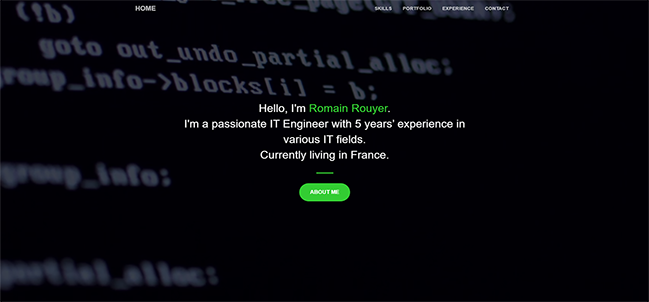 HOME
SKILLS PORTFOLIO EXPERIENCE CONTACT
(!b)
goto out_undo_partial_alloc;
group_info->blocks[i] = b;
Hello, I'm Romain Rouyer.
I'm a passionate IT Engineer with 5 years' experience in
various IT fields.
Currently living in France.
group_info;
ABOUT ME
partial_alloc: